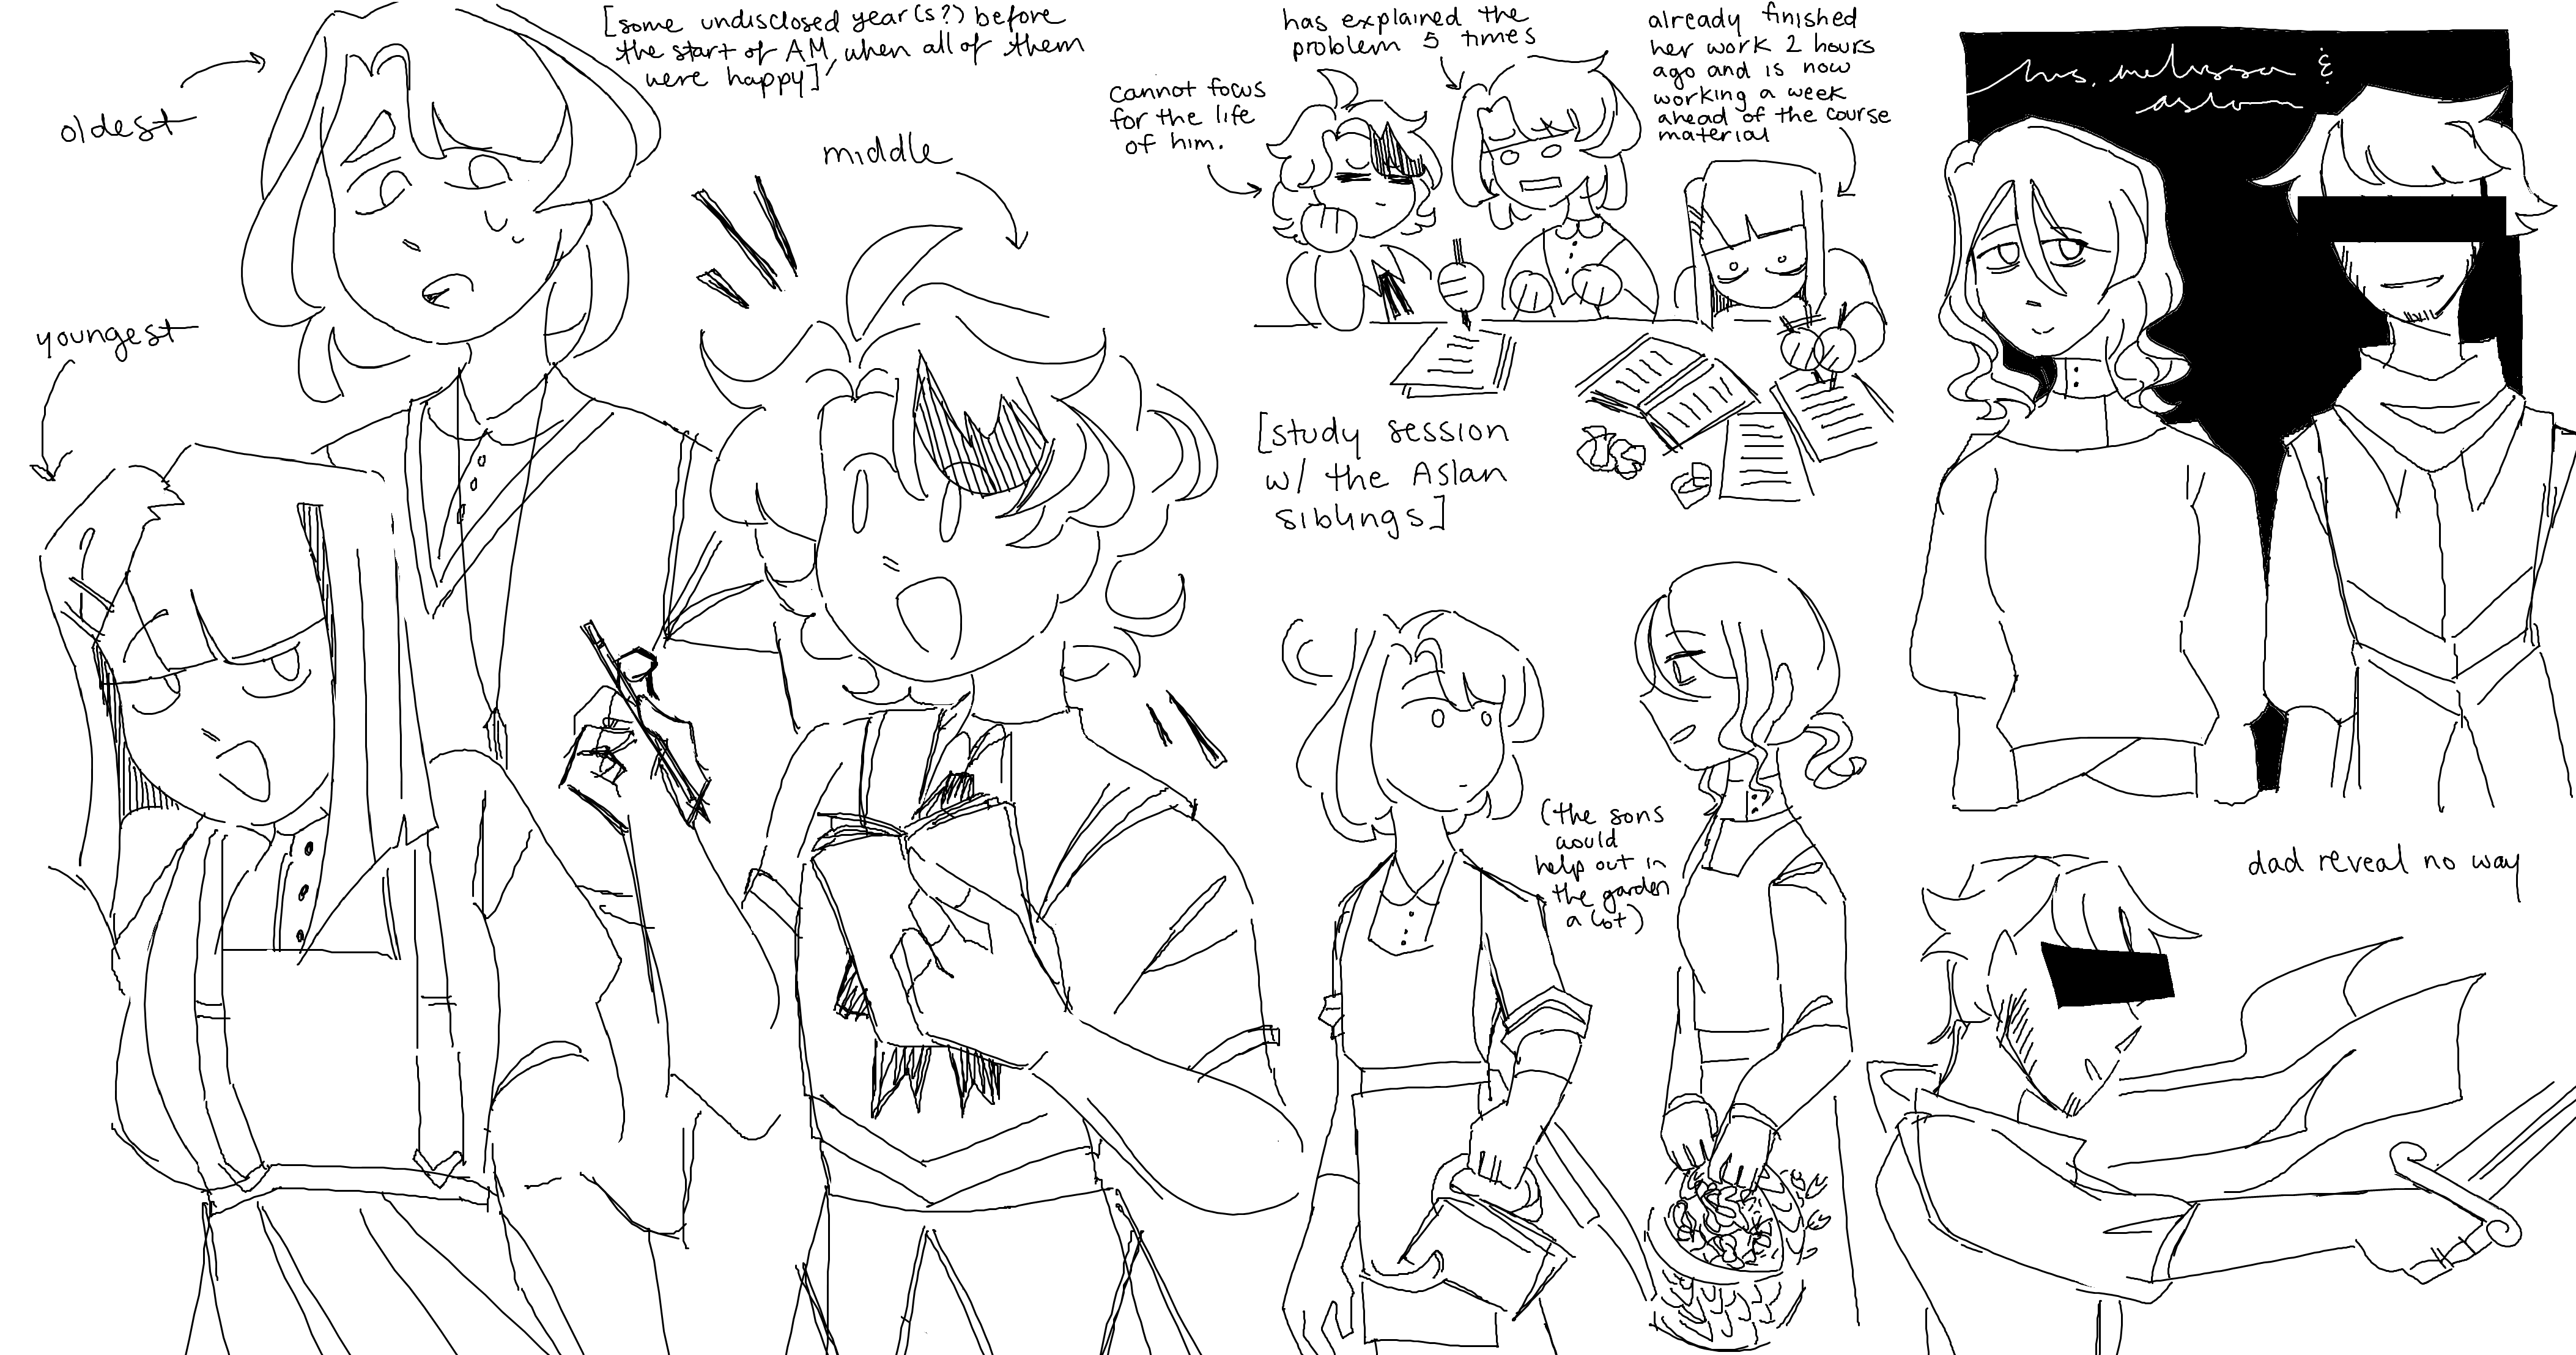 [some undisclosed year(s?) before
the start of AM, when all of them
were happy]
oldest
youngest
middle
cannot focus
for the life
of him.
has explained the
problem 5 times
already finished
her work 2 hours
ago and is now
working a week
ahead of the course
material
[study session
w/ the Aslan
siblings]
melissa &
aslan
(the sons
would
help out in
the garden
a lot)
dad reveal no way